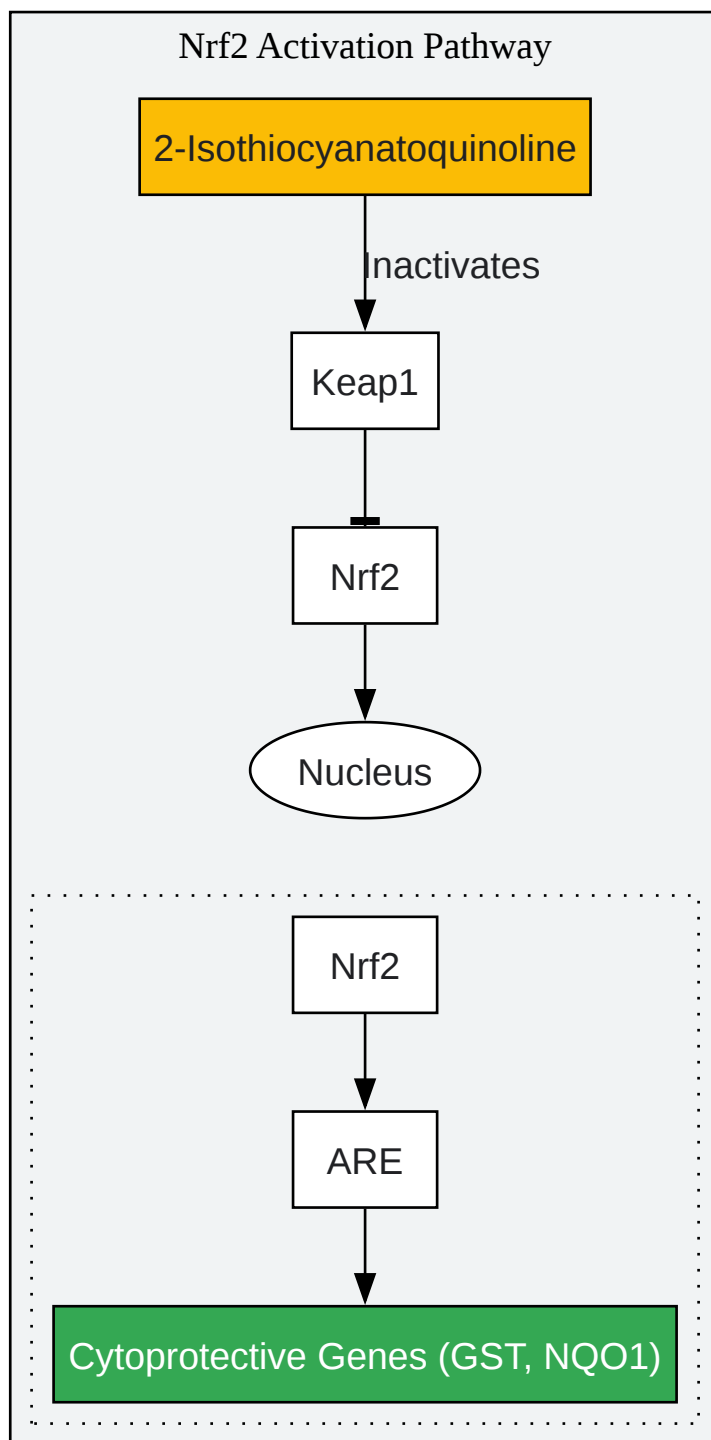 Nrf2 Activation Pathway
2-Isothiocyanatoquinoline
Inactivates
Keap1
Nrf2
Nucleus
Nrf2
ARE
Cytoprotective Genes (GST, NQO1)